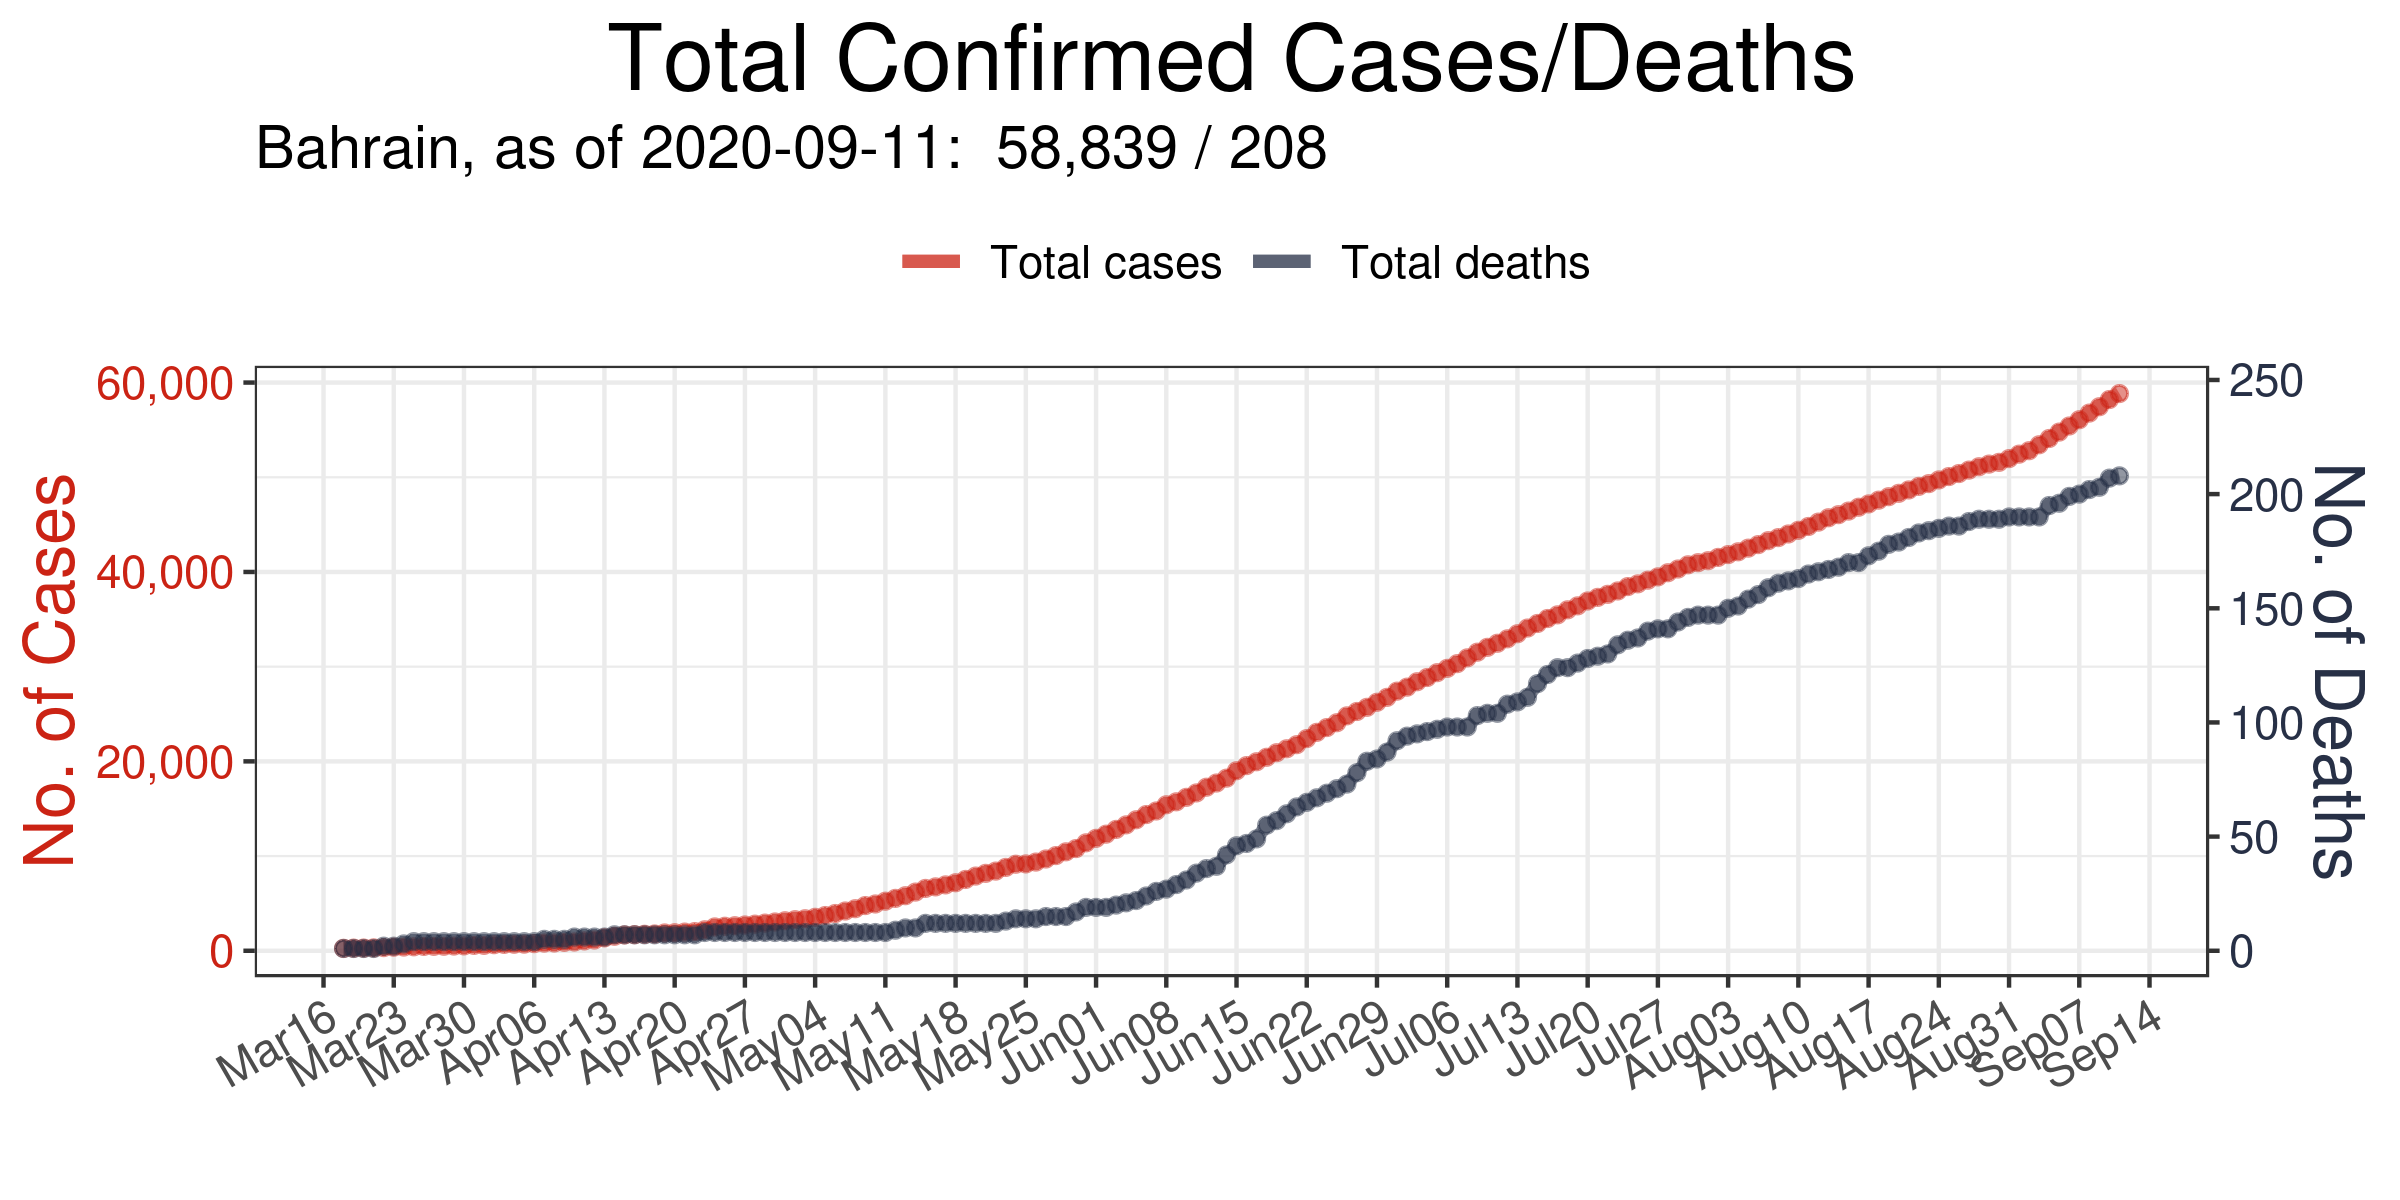 Total Confirmed Cases/Deaths
Bahrain, as of 2020-09-11:  58,839 / 208
Total cases
Total deaths
No. of Cases
60,000
40,000
20,000
0
250
200
150
100
50
0
No. of Deaths
Mar16
Mar23
Mar30
Apr06
Apr13
Apr20
Apr27
May04
May11
May18
May25
Jun01
Jun08
Jun15
Jun22
Jun29
Jul06
Jul13
Jul20
Jul27
Aug03
Aug10
Aug17
Aug24
Aug31
Sep07
Sep14